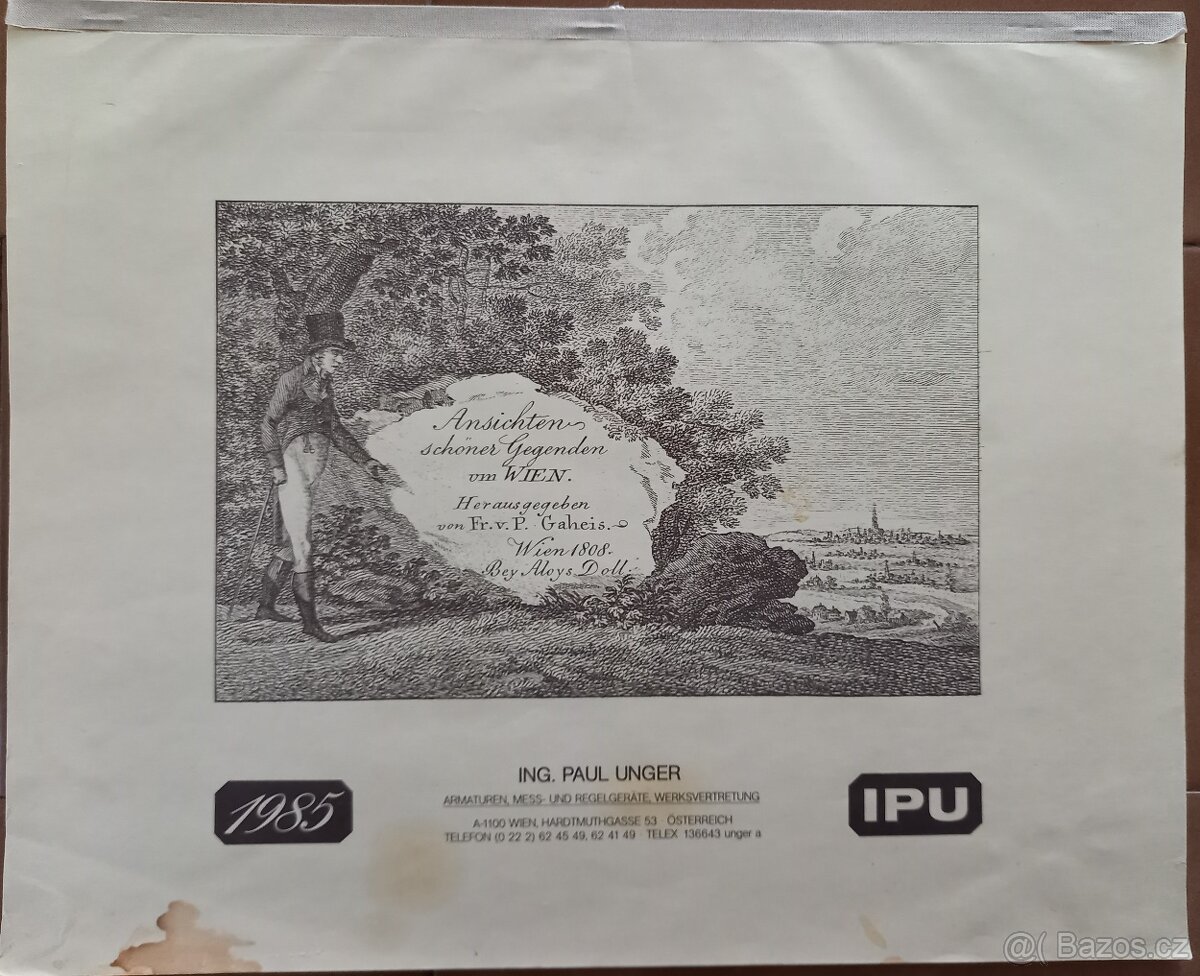 Ansichten
schöner Gegenden
um WIEN.
Herausgegeben
von Fr. v. P. Gaheis.
Wien 1808.
Bey Aloys Doll.
1985
ING. PAUL UNGER
ARMATUREN, MESS- UND REGELGERÄTE, WERKSVERTRETUNG
A-1100 WIEN, HARDTMUTHGASSE 53 · ÖSTERREICH
TELEFON (0 22 2) 62 45 49, 62 41 49 · TELEX 136643 unger a
IPU
@( Bazos.cz